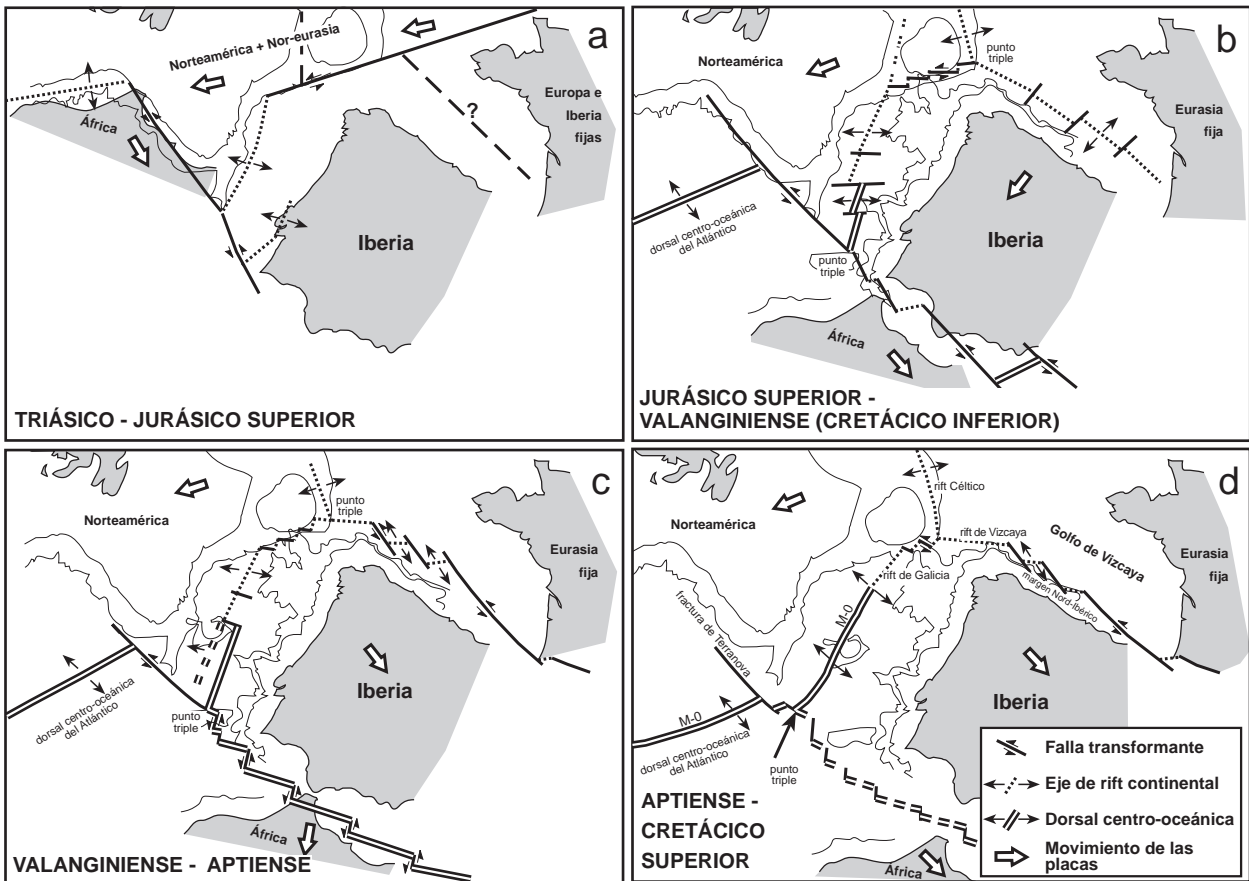 a
Norteamérica + Nor-eurasia
África
?
Europa e
Iberia
fijas
Iberia
TRIÁSICO - JURÁSICO SUPERIOR
b
Norteamérica
punto
triple
Eurasia
fija
dorsal centro-oceánica
del Atlántico
Iberia
punto
triple
África
JURÁSICO SUPERIOR -
VALANGINIENSE (CRETÁCICO INFERIOR)
c
Norteamérica
punto
triple
Eurasia
fija
dorsal centro-oceánica
del Atlántico
Iberia
punto
triple
África
VALANGINIENSE - APTIENSE
d
Norteamérica
rift Céltico
rift de Vizcaya
Golfo de Vizcaya
Eurasia
fija
rift de Galicia
margen Nord-Ibérico
fractura de Terranova
M-0
Iberia
M-0
dorsal centro-oceánica
del Atlántico
punto
triple
África
APTIENSE -
CRETÁCICO
SUPERIOR
Falla transformante
Eje de rift continental
Dorsal centro-oceánica
Movimiento de las
placas